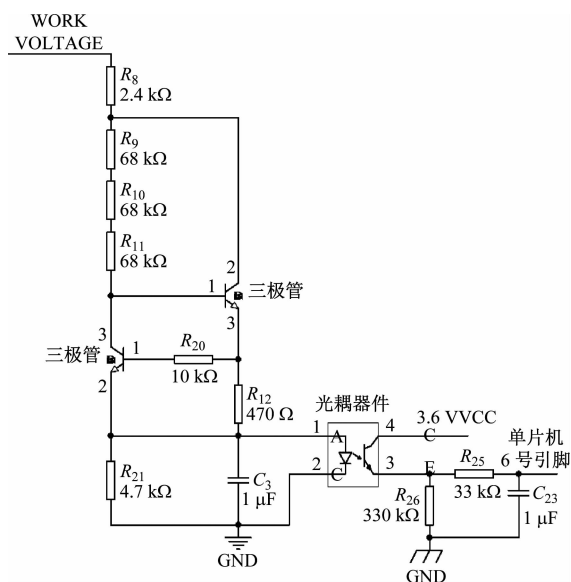 WORK
VOLTAGE
R8
2.4 kΩ
R9
68 kΩ
R10
68 kΩ
R11
68 kΩ
2
1
三极管
3
3
三极管
1
2
R20
10 kΩ
R12
470 Ω
光耦器件
1
A
4
C
3.6 VVCC
2
C
3
E
单片机
6 号引脚
R25
33 kΩ
R21
4.7 kΩ
C3
1 μF
R26
330 kΩ
C23
1 μF
GND
GND